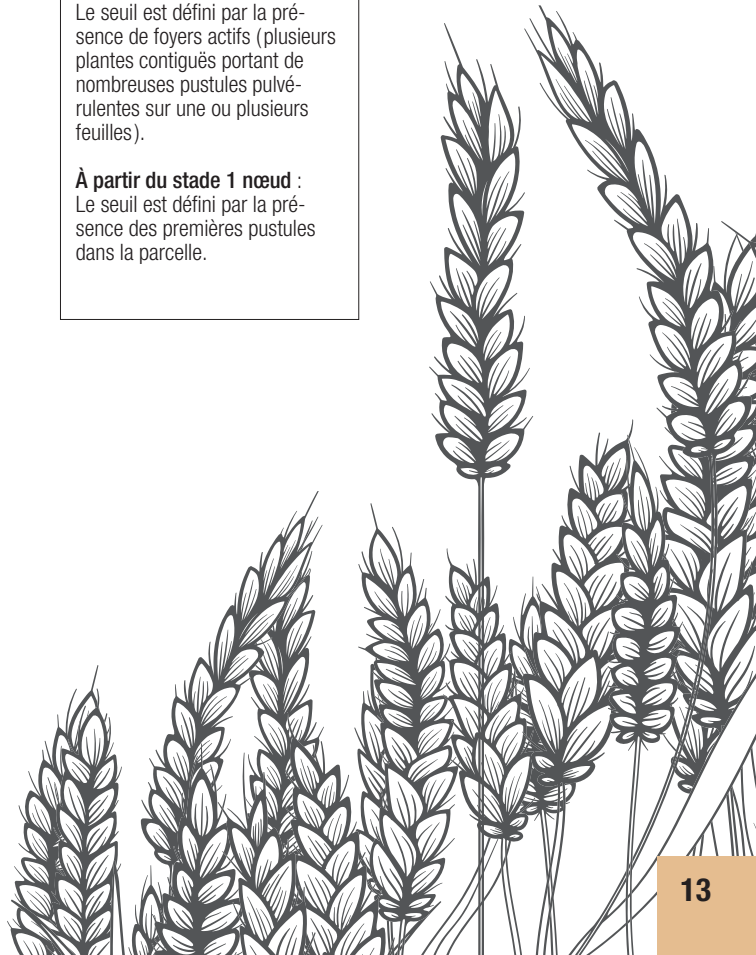 Le seuil est défini par la pré-
sence de foyers actifs (plusieurs
plantes contiguës portant de
nombreuses pustules pulvé-
rulentes sur une ou plusieurs
feuilles).
À partir du stade 1 nœud :
Le seuil est défini par la pré-
sence des premières pustules
dans la parcelle.
13